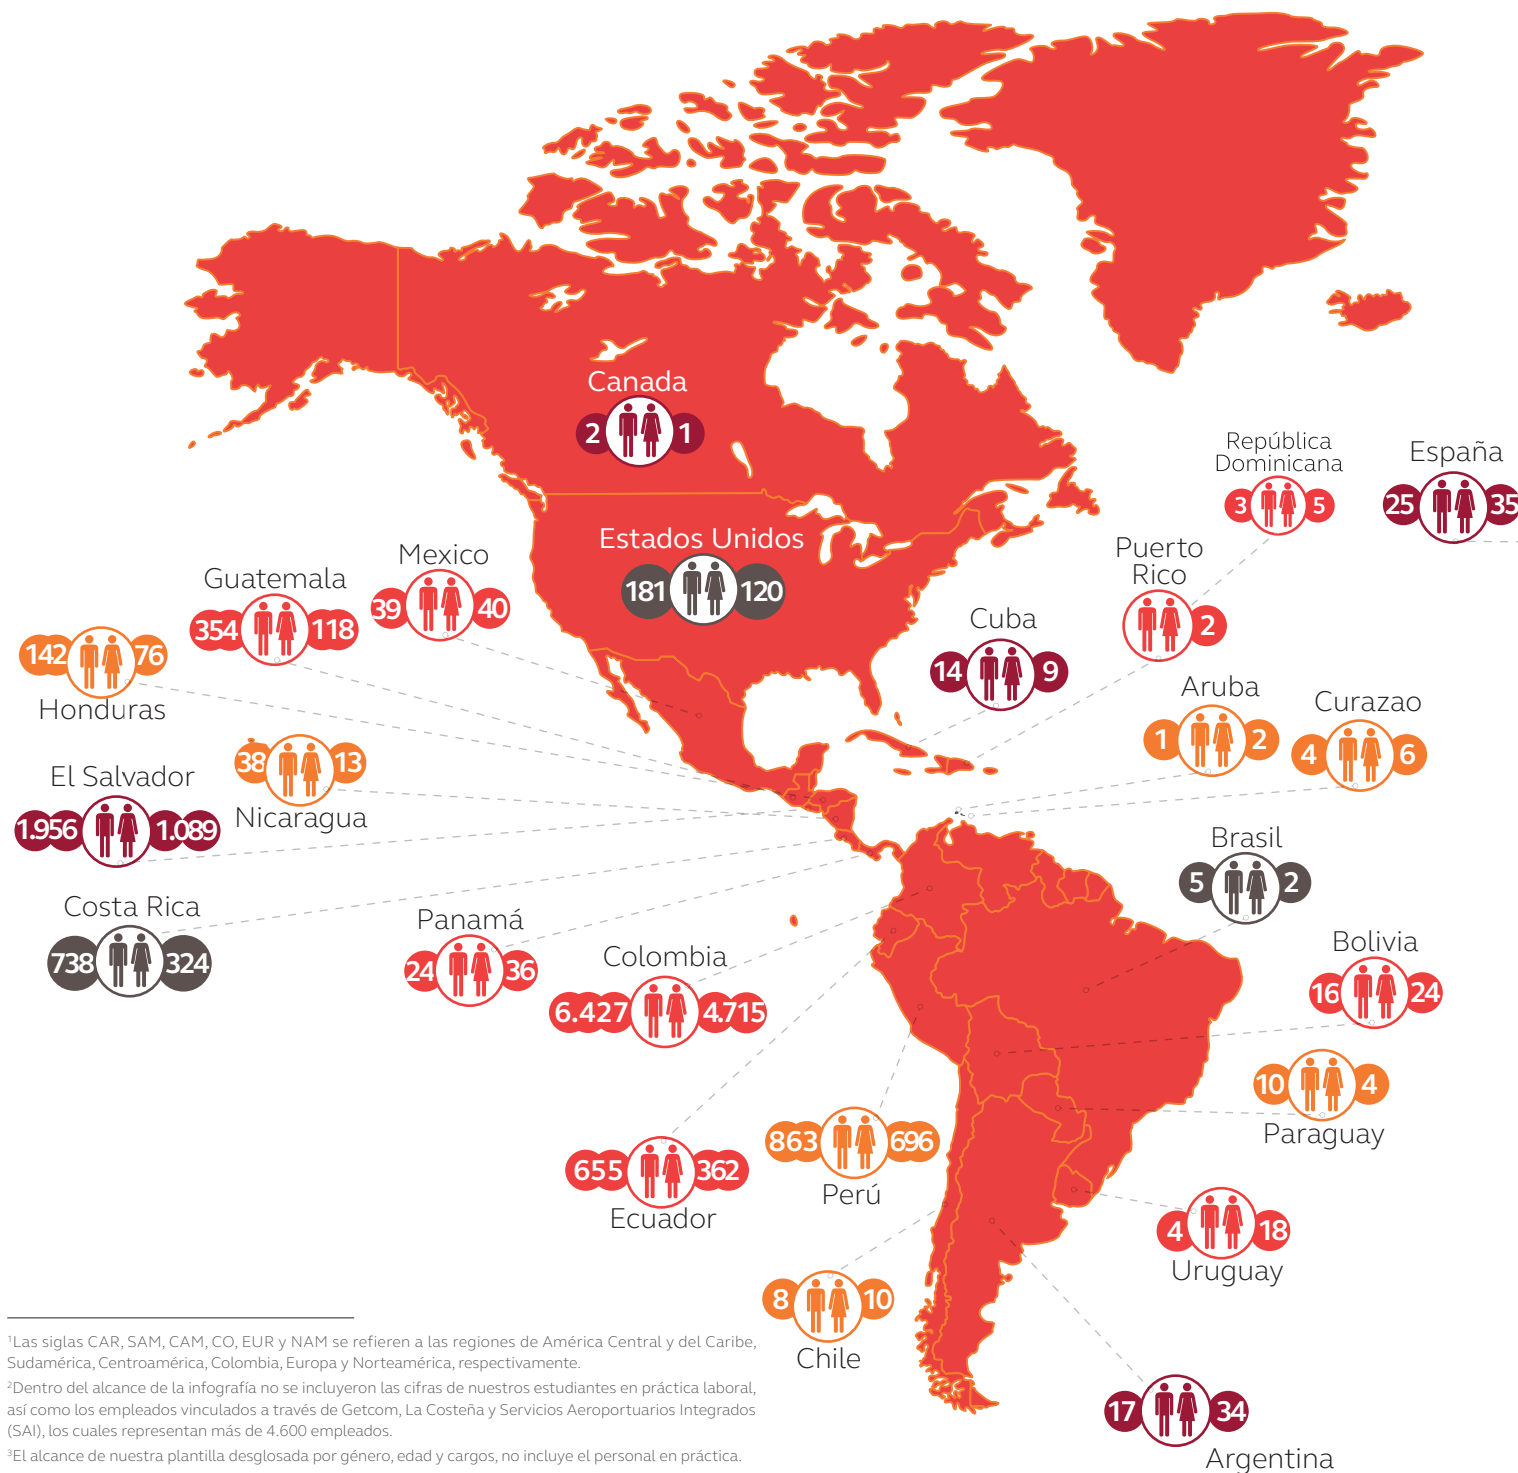 Canada
2 1
República
Dominicana
3 5
España
25 35
Estados Unidos
181 120
Mexico
39 40
Guatemala
354 118
Puerto
Rico
2
Cuba
14 9
142 76
Honduras
Aruba
1 2
Curazao
4 6
38 13
Nicaragua
El Salvador
1.956 1.089
Brasil
5 2
Costa Rica
738 324
Panamá
24 36
Colombia
6.427 4.715
Bolivia
16 24
10 4
Paraguay
863 696
Perú
655 362
Ecuador
4 18
Uruguay
8 10
Chile
17 34
Argentina
¹Las siglas CAR, SAM, CAM, CO, EUR y NAM se refieren a las regiones de América Central y del Caribe,
Sudamérica, Centroamérica, Colombia, Europa y Norteamérica, respectivamente.
²Dentro del alcance de la infografía no se incluyeron las cifras de nuestros estudiantes en práctica laboral,
así como los empleados vinculados a través de Getcom, La Costeña y Servicios Aeroportuarios Integrados
(SAI), los cuales representan más de 4.600 empleados.
³El alcance de nuestra plantilla desglosada por género, edad y cargos, no incluye el personal en práctica.